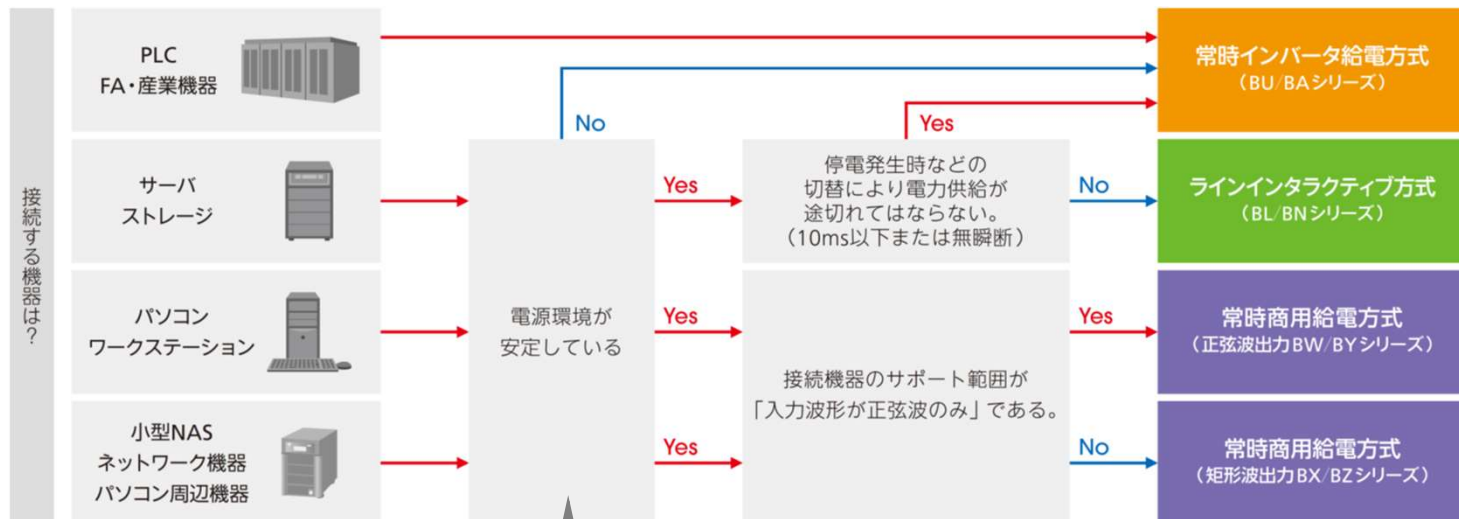 接続する機器は？
PLC
FA・産業機器
サーバ
ストレージ
パソコン
ワークステーション
小型NAS
ネットワーク機器
パソコン周辺機器
No
電源環境が
安定している
Yes
Yes
Yes
Yes
停電発生時などの
切替により電力供給が
途切れてはならない。
（10ms以下または無瞬断）
No
接続機器のサポート範囲が
「入力波形が正弦波のみ」である。
Yes
No
常時インバータ給電方式
（BU/BAシリーズ）
ラインインタラクティブ方式
（BL/BNシリーズ）
常時商用給電方式
（正弦波出力BW/BYシリーズ）
常時商用給電方式
（矩形波出力BX/BZシリーズ）